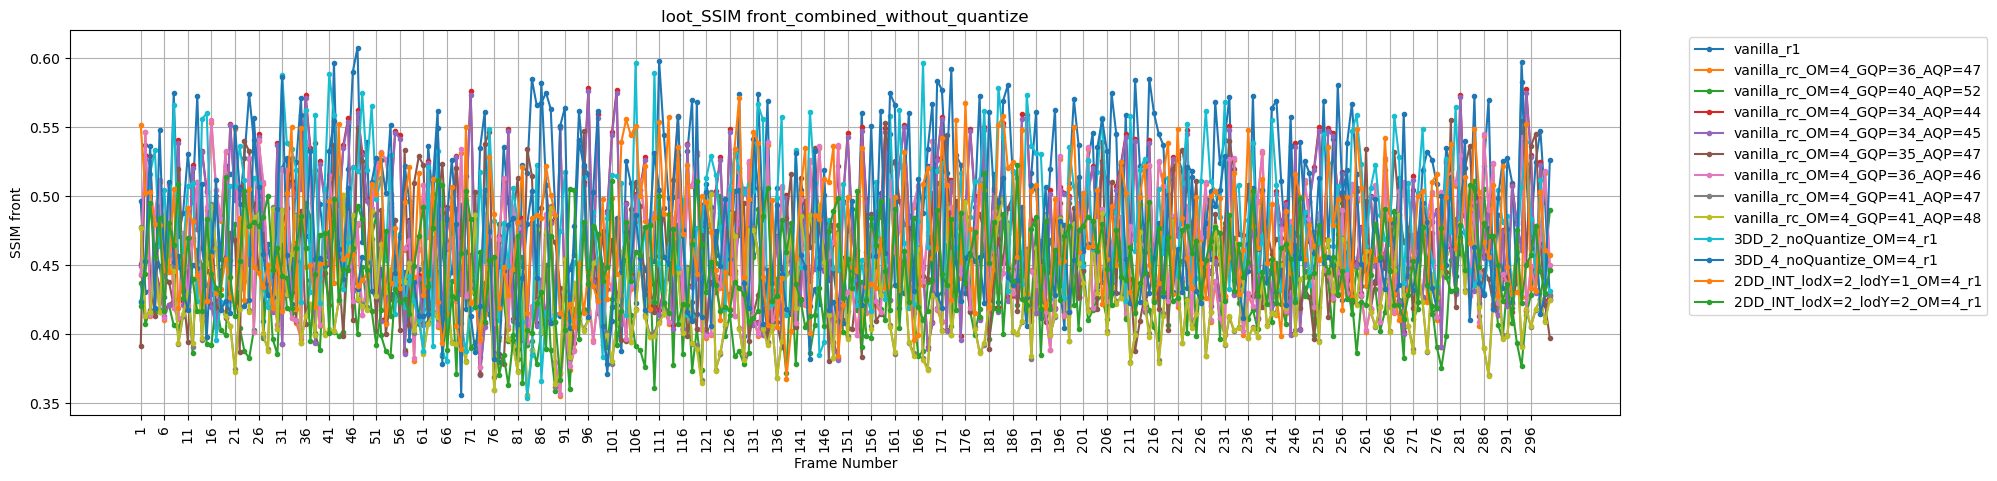 loot_SSIM front_combined_without_quantize
SSIM front
0.60
0.55
0.50
0.45
0.40
0.35
1 6 11 16 21 26 31 36 41 46 51 56 61 66 71 76 81 86 91 96 101 106 111 116 121 126 131 136 141 146 151 156 161 166 171 176 181 186 191 196 201 206 211 216 221 226 231 236 241 246 251 256 261 266 271 276 281 286 291 296
Frame Number
vanilla_r1
vanilla_rc_OM=4_GQP=36_AQP=47
vanilla_rc_OM=4_GQP=40_AQP=52
vanilla_rc_OM=4_GQP=34_AQP=44
vanilla_rc_OM=4_GQP=34_AQP=45
vanilla_rc_OM=4_GQP=35_AQP=47
vanilla_rc_OM=4_GQP=36_AQP=46
vanilla_rc_OM=4_GQP=41_AQP=47
vanilla_rc_OM=4_GQP=41_AQP=48
3DD_2_noQuantize_OM=4_r1
3DD_4_noQuantize_OM=4_r1
2DD_INT_lodX=2_lodY=1_OM=4_r1
2DD_INT_lodX=2_lodY=2_OM=4_r1